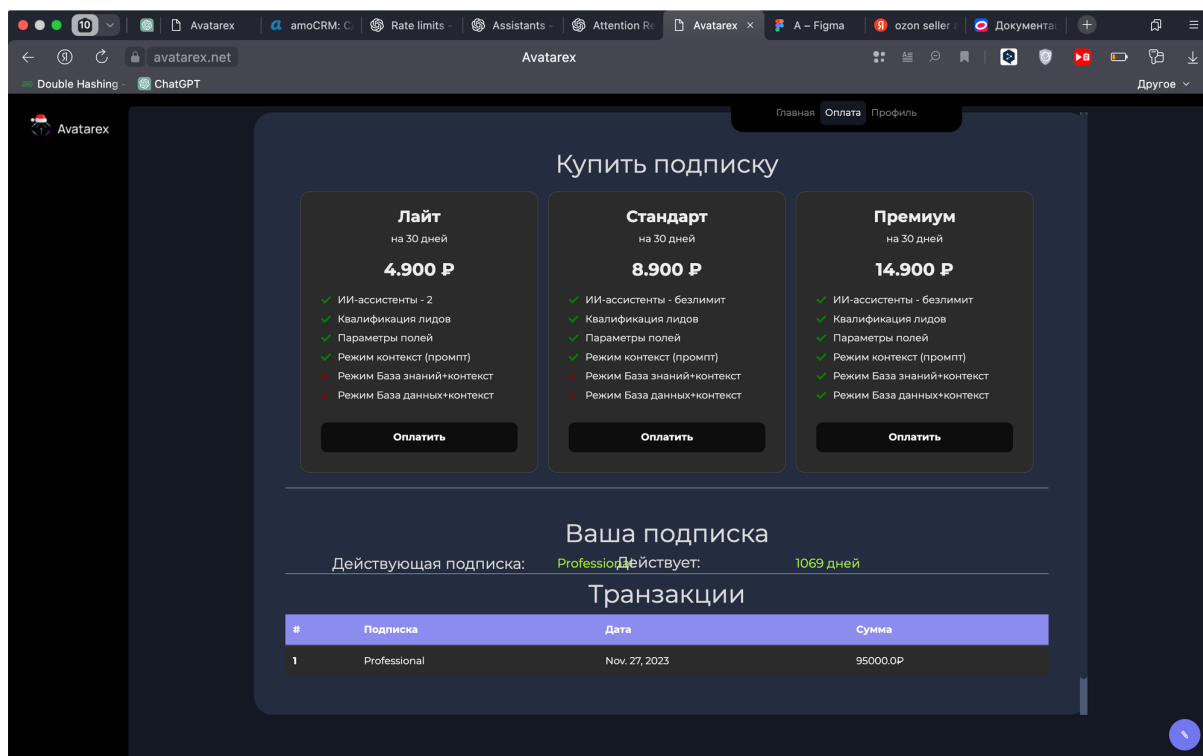 10
Avatarex
amoCRM: C
Rate limits –
Assistants –
Attention Re
Avatarex
A – Figma
ozon seller
Документа
avatarex.net
Avatarex
Double Hashing -
ChatGPT
Другое
Avatarex
Главная Оплата Профиль
Купить подписку
Лайт
на 30 дней
4.900 ₽
ИИ-ассистенты - 2
Квалификация лидов
Параметры полей
Режим контекст (промпт)
Режим База знаний+контекст
Режим База данных+контекст
Оплатить
Стандарт
на 30 дней
8.900 ₽
ИИ-ассистенты - безлимит
Квалификация лидов
Параметры полей
Режим контекст (промпт)
Режим База знаний+контекст
Режим База данных+контекст
Оплатить
Премиум
на 30 дней
14.900 ₽
ИИ-ассистенты - безлимит
Квалификация лидов
Параметры полей
Режим контекст (промпт)
Режим База знаний+контекст
Режим База данных+контекст
Оплатить
Ваша подписка
Действующая подписка: Professional Действует: 1069 дней
Транзакции
# Подписка Дата Сумма
1 Professional Nov. 27, 2023 95000.0₽